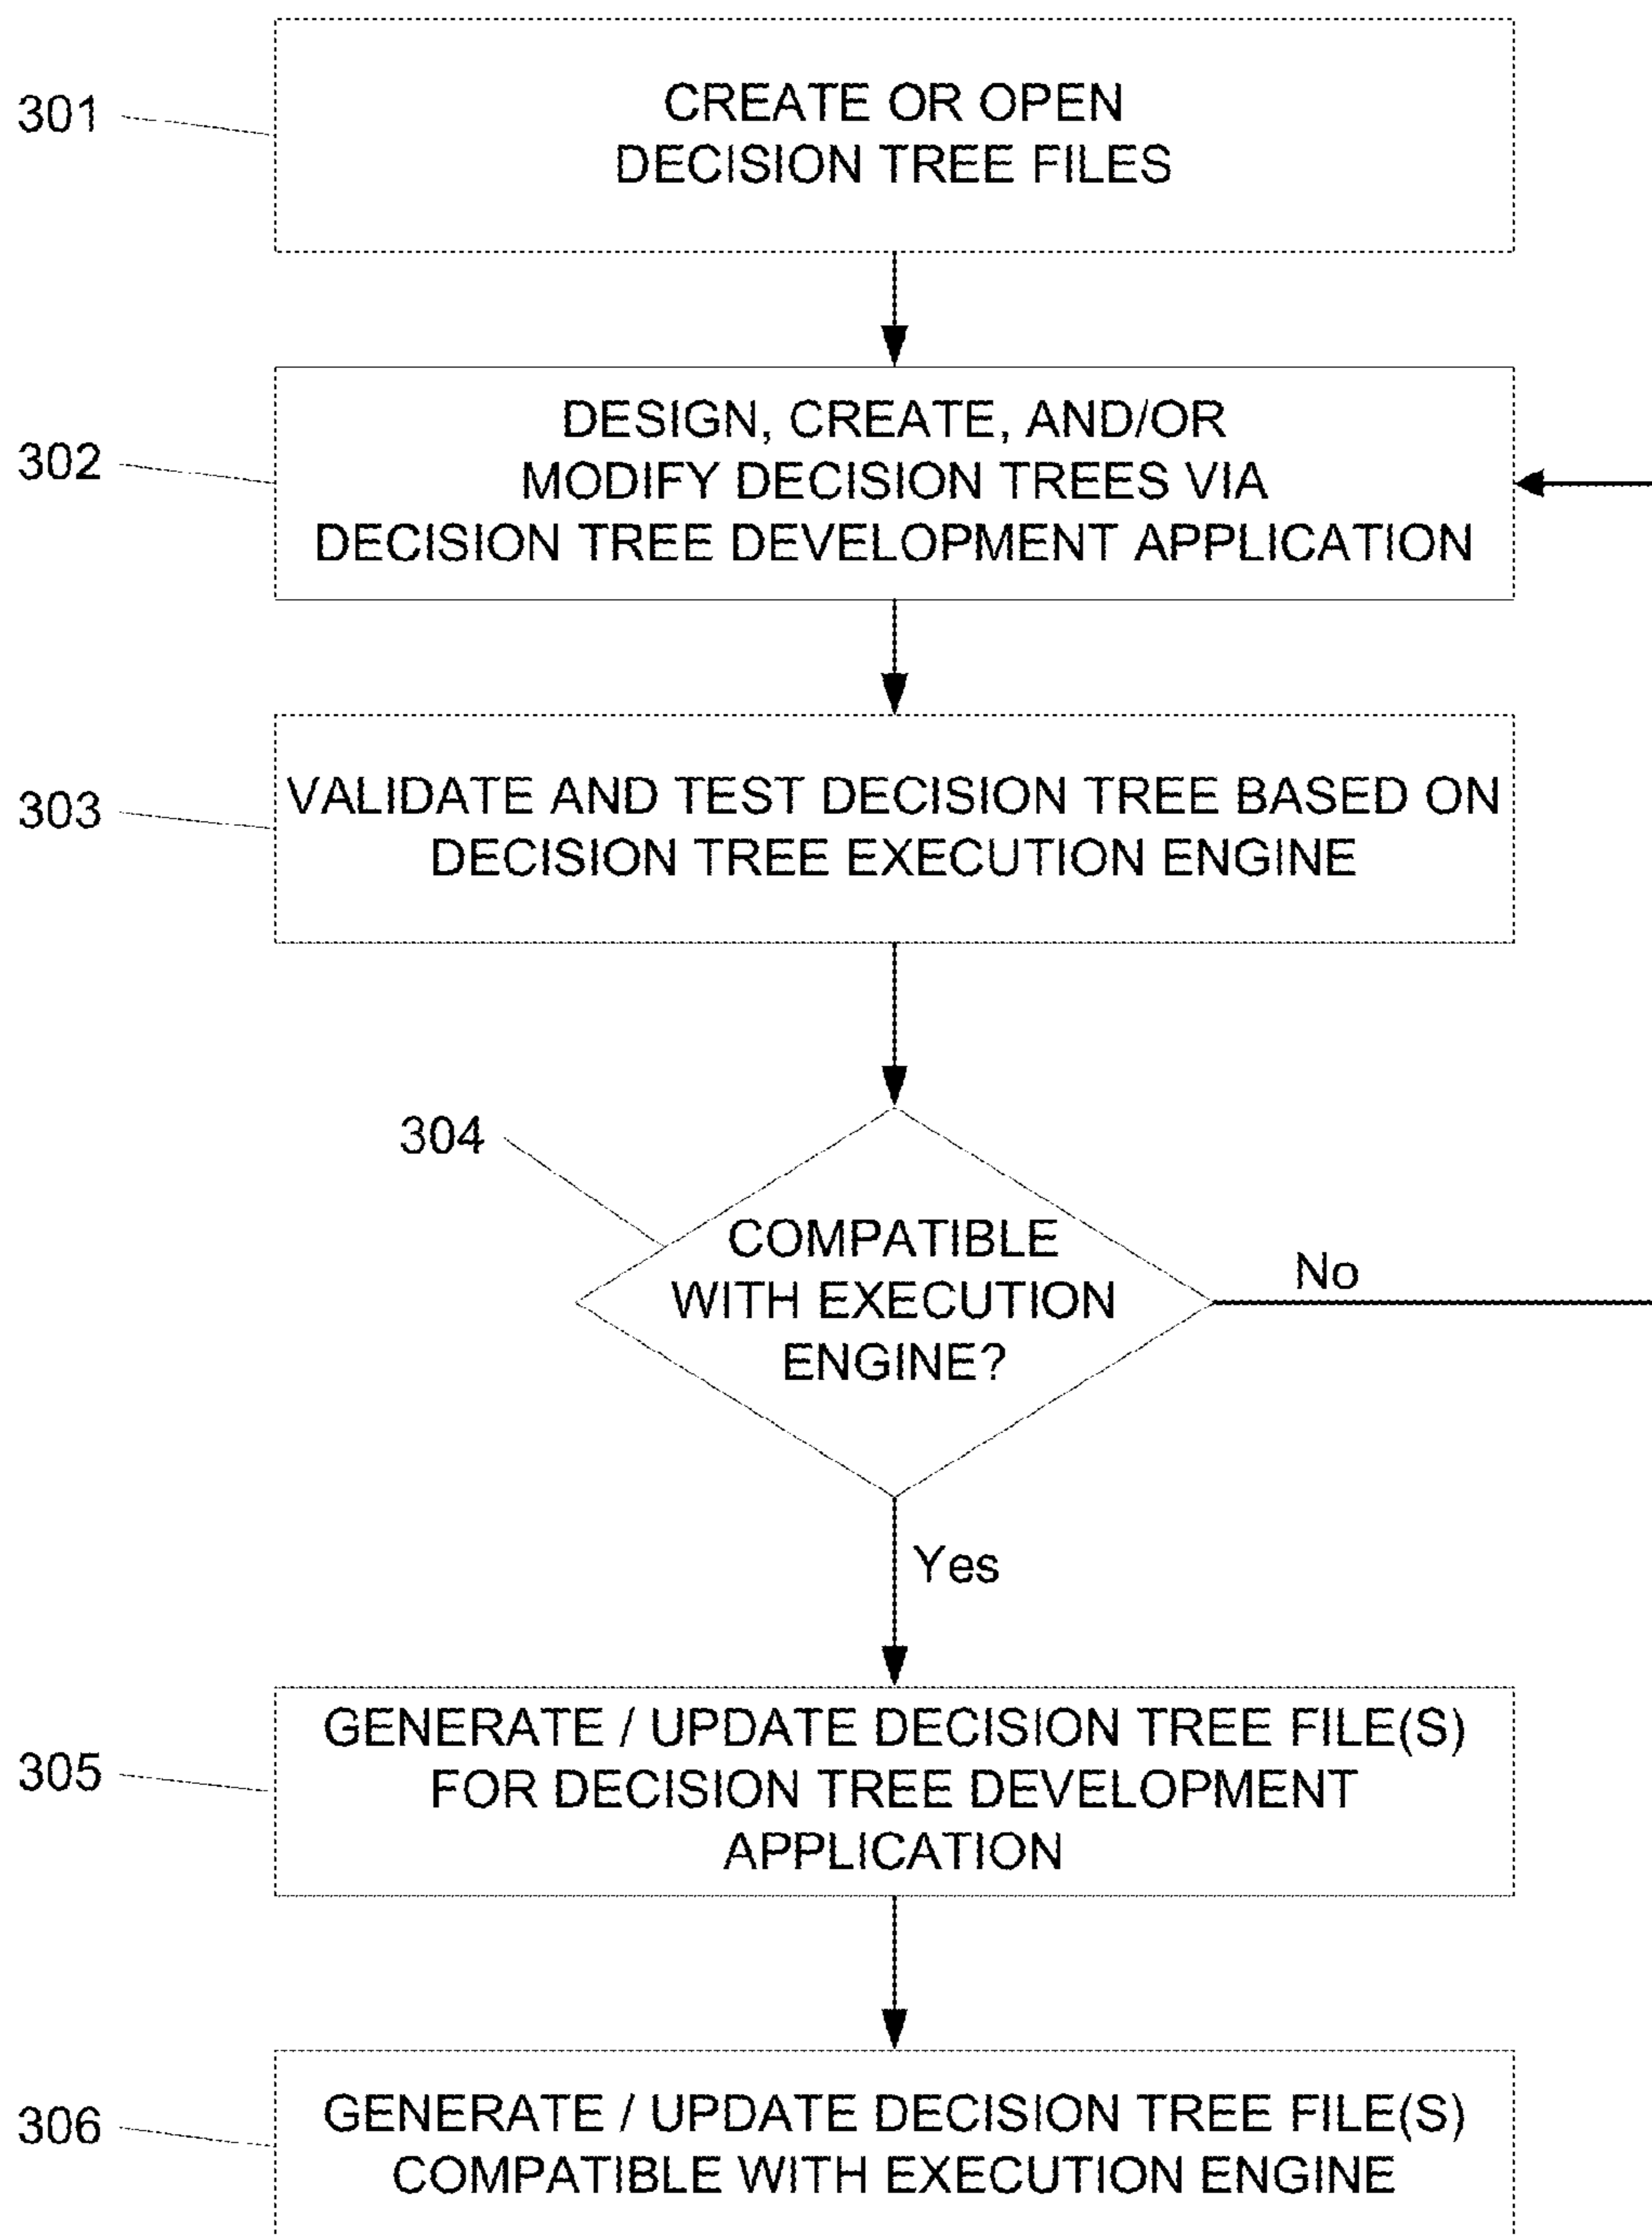 301
CREATE OR OPEN
DECISION TREE FILES
302
DESIGN, CREATE, AND/OR
MODIFY DECISION TREES VIA
DECISION TREE DEVELOPMENT APPLICATION
303
VALIDATE AND TEST DECISION TREE BASED ON
DECISION TREE EXECUTION ENGINE
304
COMPATIBLE
WITH EXECUTION
ENGINE?
No
Yes
305
GENERATE / UPDATE DECISION TREE FILE(S)
FOR DECISION TREE DEVELOPMENT
APPLICATION
306
GENERATE / UPDATE DECISION TREE FILE(S)
COMPATIBLE WITH EXECUTION ENGINE